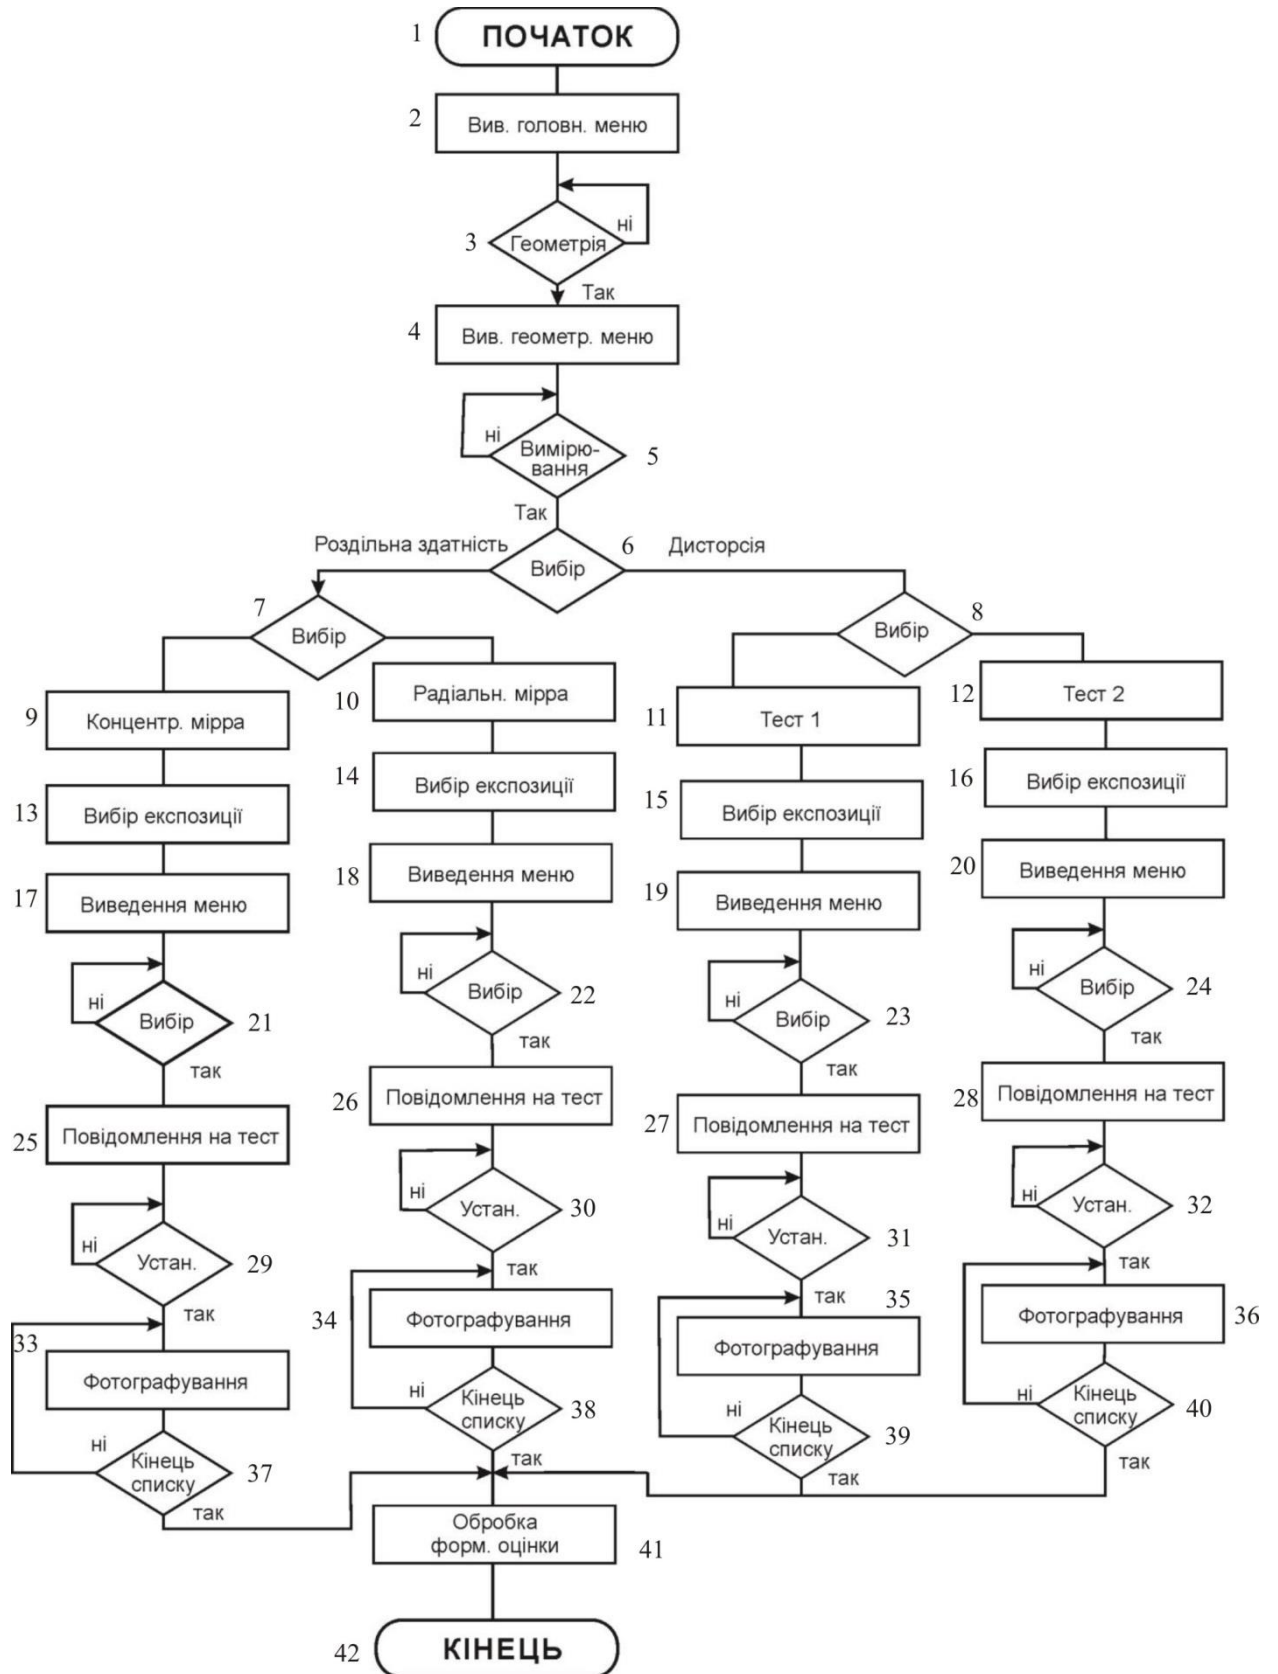 1
ПОЧАТОК
2
Вив. головн. меню
ні
3
Геометрія
Так
4
Вив. геометр. меню
ні
Вимірю-
вання
5
Так
Роздільна здатність
6
Дисторсія
Вибір
7
Вибір
8
Вибір
9
Концентр. мірра
10
Радіальн. мірра
11
Тест 1
12
Тест 2
13
Вибір експозиції
14
Вибір експозиції
15
Вибір експозиції
16
Вибір експозиції
17
Виведення меню
18
Виведення меню
19
Виведення меню
20
Виведення меню
ні
Вибір
21
так
ні
Вибір
22
так
ні
Вибір
23
так
ні
Вибір
24
так
25
Повідомлення на тест
26
Повідомлення на тест
27
Повідомлення на тест
28
Повідомлення на тест
ні
Устан.
29
так
ні
Устан.
30
так
ні
Устан.
31
так
ні
Устан.
32
так
33
Фотографування
34
Фотографування
35
Фотографування
36
Фотографування
ні
Кінець
списку
37
так
ні
Кінець
списку
38
так
ні
Кінець
списку
39
так
ні
Кінець
списку
40
так
Обробка
форм. оцінки
41
42
КІНЕЦЬ